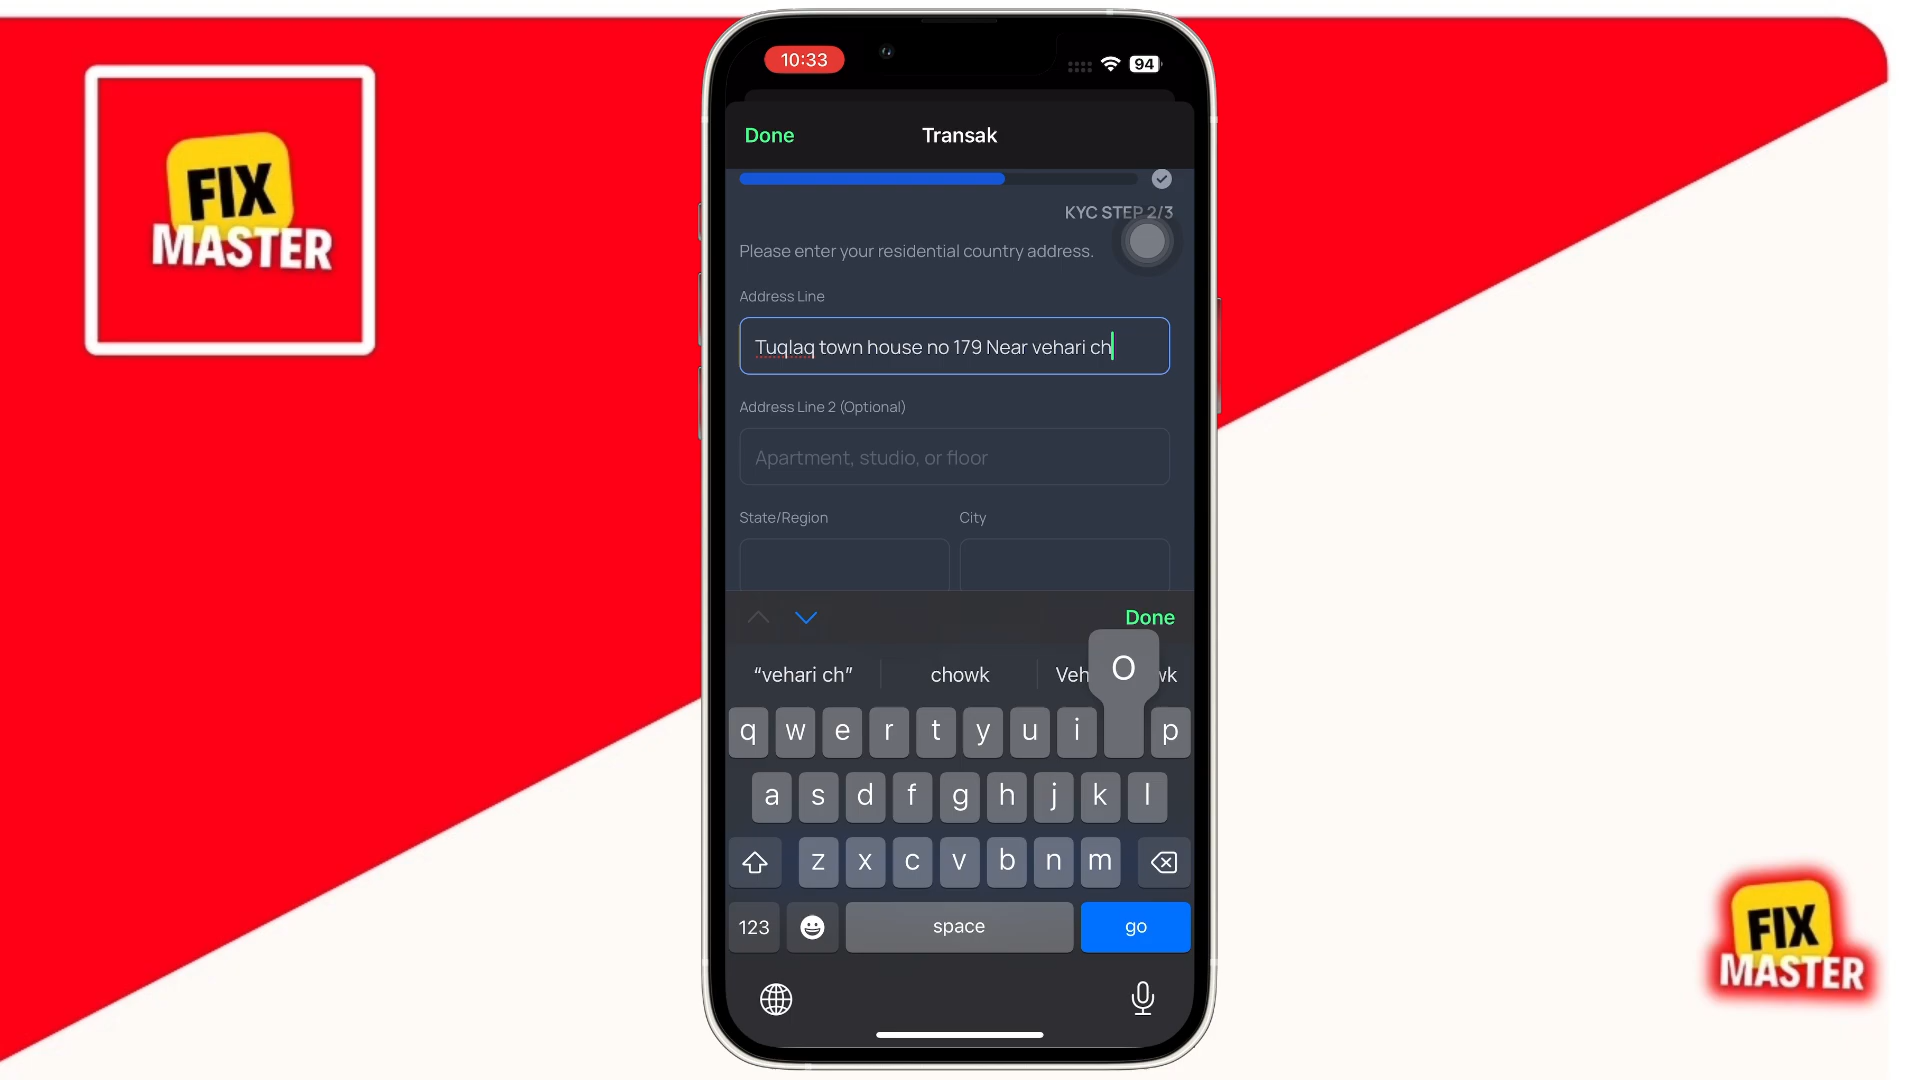 FIX
MASTER
10:33
94
Done
Transak
KYC STEP 2/3
Please enter your residential country address.
Address Line
Tuqlaq town house no 179 Near vehari ch
Address Line 2 (Optional)
Apartment, studio, or floor
State/Region
City
Done
“vehari ch”
chowk
O
q w e r t y u i p
a s d f g h j k l
z x c v b n m
123
space
go
FIX
MASTER